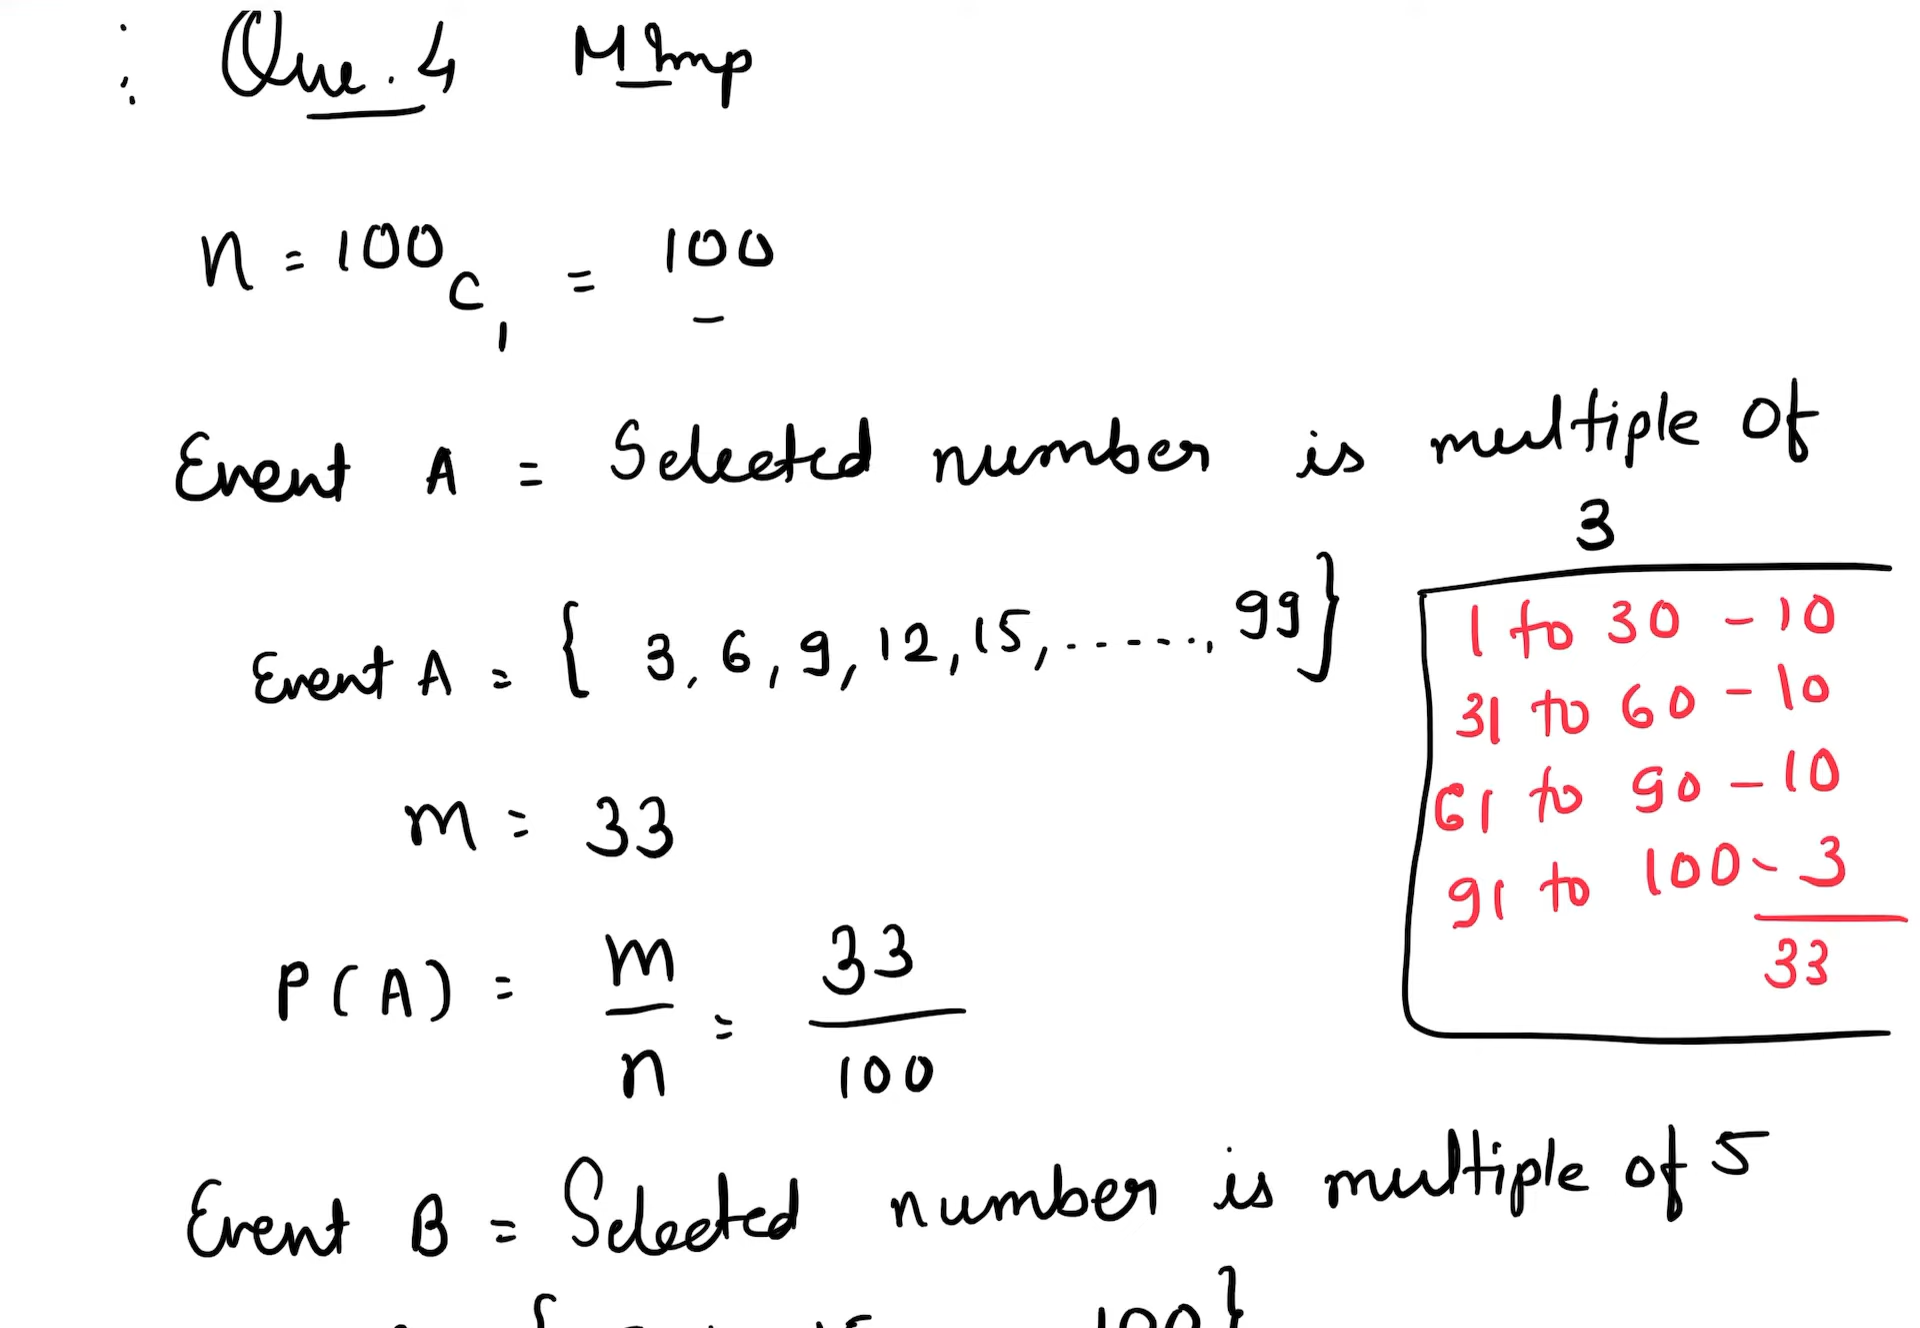 Que. 4 M Imp
n = 100C1 = 100
Event A = Selected number is multiple of
3
Event A = { 3, 6, 9, 12, 15, ......, 99}
1 to 30 - 10
31 to 60 - 10
61 to 90 - 10
91 to 100 - 3
33
m = 33
P(A) = m/n = 33/100
Event B = Selected number is multiple of 5